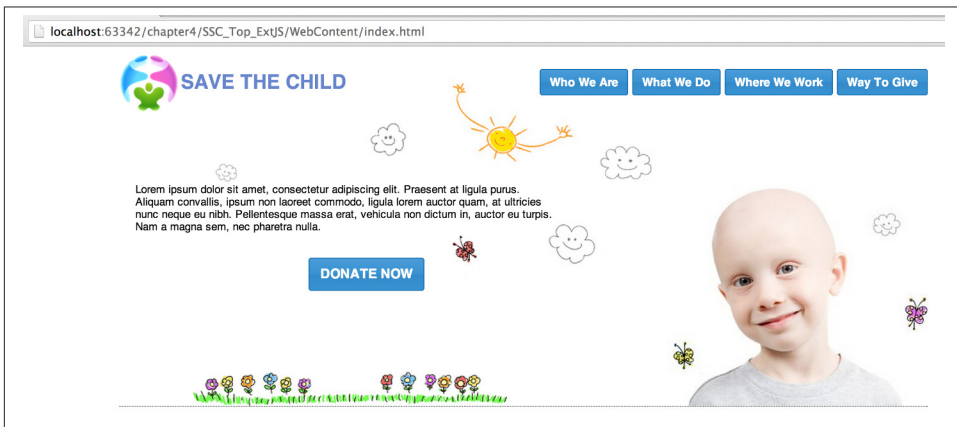 localhost:63342/chapter4/SSC_Top_ExtJS/WebContent/index.html
SAVE THE CHILD
Who We Are What We Do Where We Work Way To Give
Lorem ipsum dolor sit amet, consectetur adipiscing elit. Praesent at ligula purus.
Aliquam convallis, ipsum non laoreet commodo, ligula lorem auctor quam, at ultricies
nunc neque eu nibh. Pellentesque massa erat, vehicula non dictum in, auctor eu turpis.
Nam a magna sem, nec pharetra nulla.
DONATE NOW